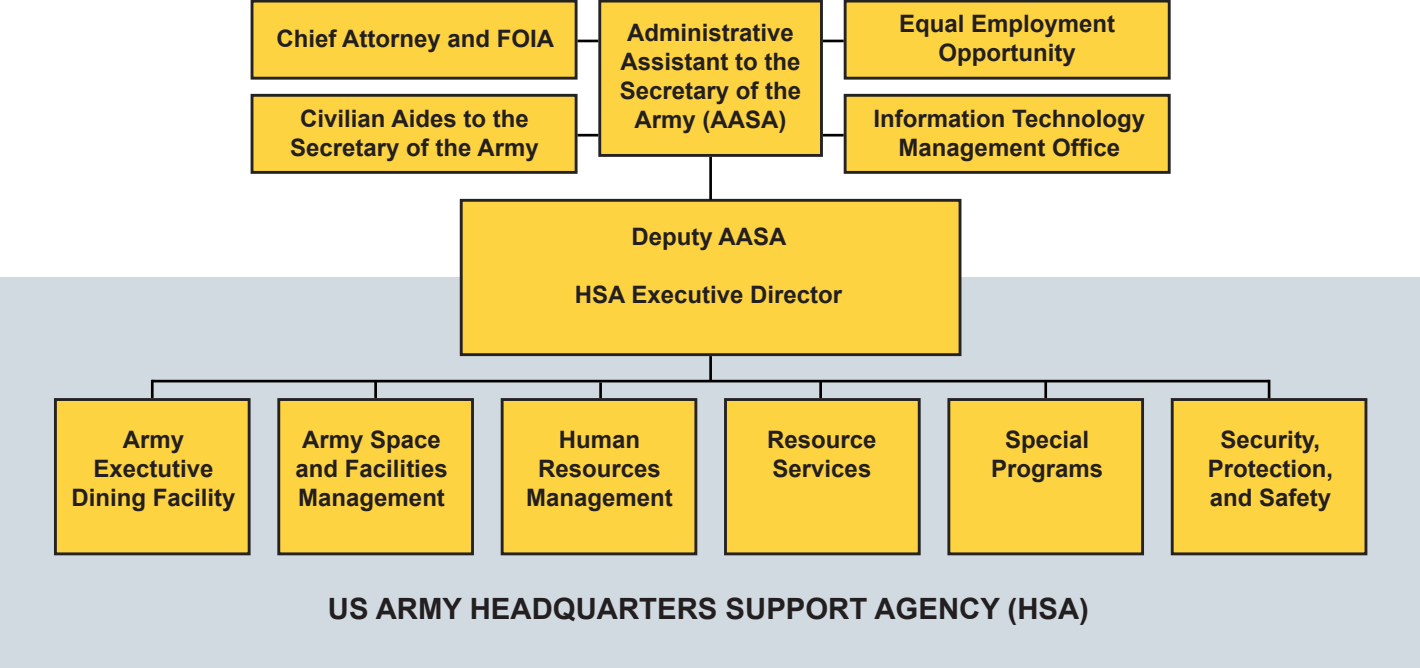 Chief Attorney and FOIA
Administrative
Assistant to the
Secretary of the
Army (AASA)
Equal Employment
Opportunity
Civilian Aides to the
Secretary of the Army
Information Technology
Management Office
Deputy AASA
HSA Executive Director
Army
Exectutive
Dining Facility
Army Space
and Facilities
Management
Human
Resources
Management
Resource
Services
Special
Programs
Security,
Protection,
and Safety
US ARMY HEADQUARTERS SUPPORT AGENCY (HSA)